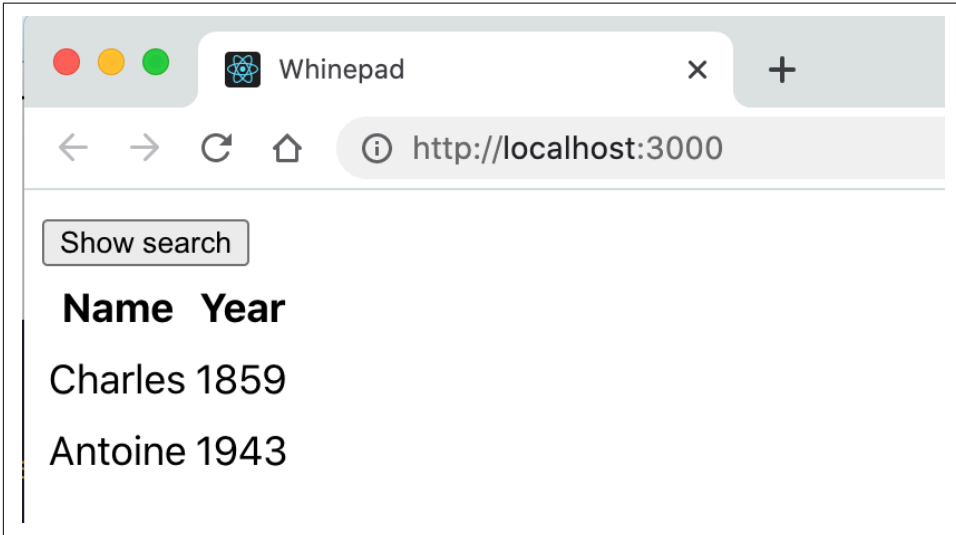 Whinepad
http://localhost:3000
Show search
Name Year
Charles 1859
Antoine 1943